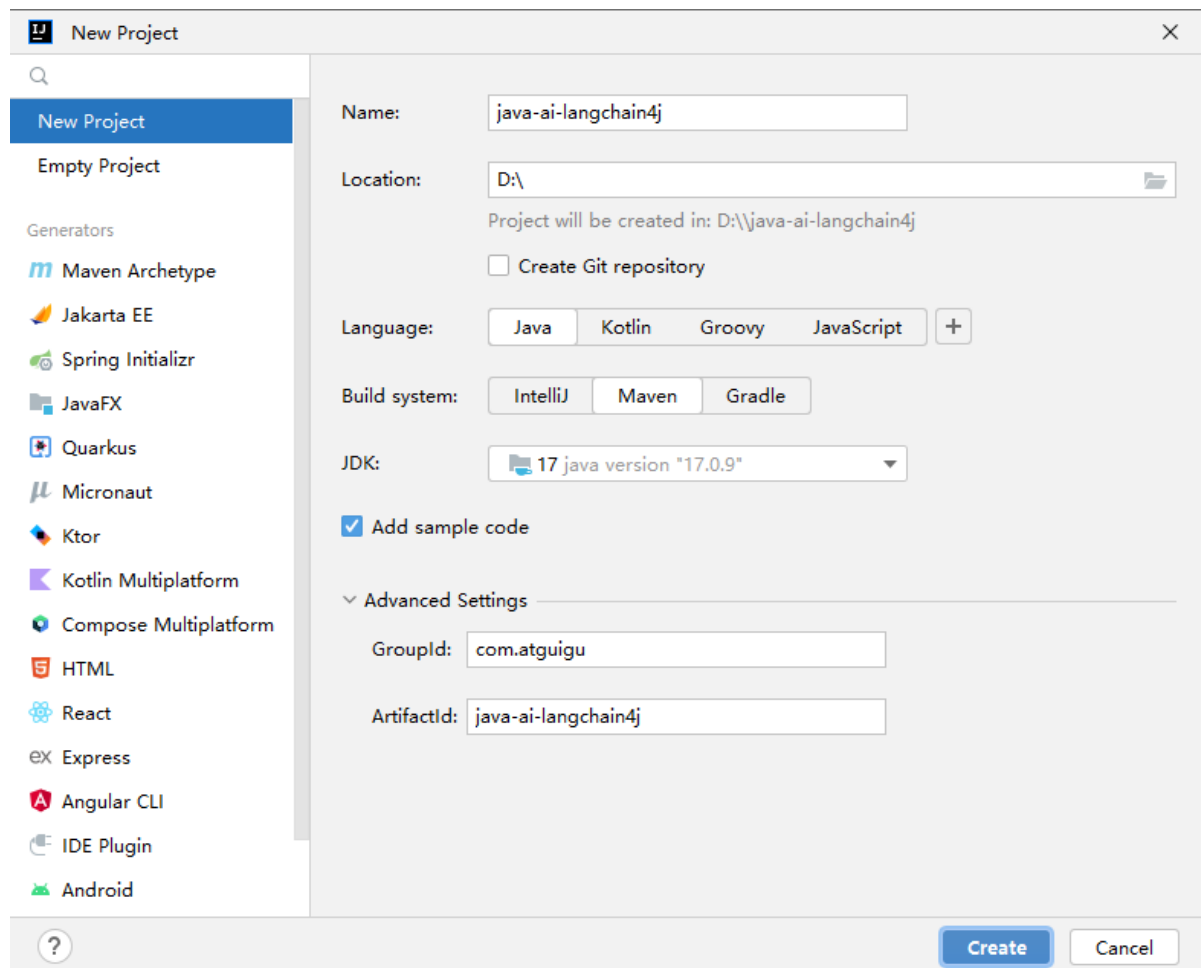 New Project
New Project
Empty Project
Generators
Maven Archetype
Jakarta EE
Spring Initializr
JavaFX
Quarkus
Micronaut
Ktor
Kotlin Multiplatform
Compose Multiplatform
HTML
React
ex Express
Angular CLI
IDE Plugin
Android
Name: java-ai-langchain4j
Location: D:\
Project will be created in: D:\\java-ai-langchain4j
Create Git repository
Language: Java Kotlin Groovy JavaScript +
Build system: IntelliJ Maven Gradle
JDK: 17 java version "17.0.9"
Add sample code
Advanced Settings
GroupId: com.atguigu
ArtifactId: java-ai-langchain4j
? Create Cancel